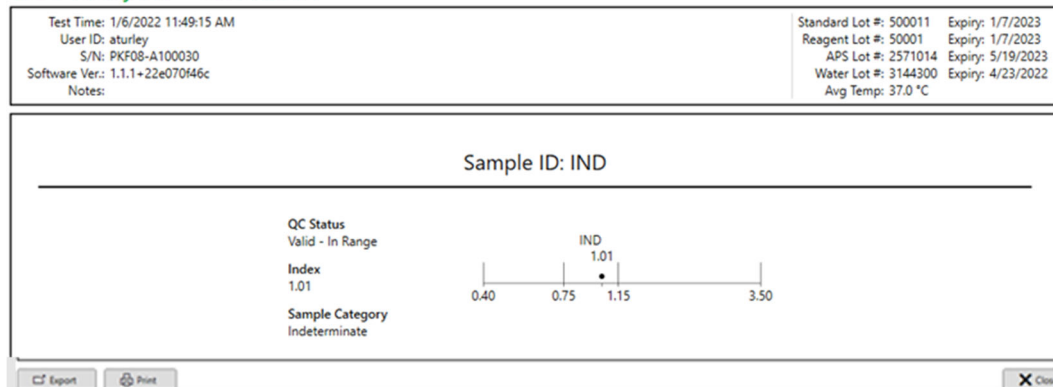 Test Time: 1/6/2022 11:49:15 AM
User ID: aturley
S/N: PKF08-A100030
Software Ver.: 1.1.1+22e070f46c
Notes:
Standard Lot #: 500011 Expiry: 1/7/2023
Reagent Lot #: 50001 Expiry: 1/7/2023
APS Lot #: 2571014 Expiry: 5/19/2023
Water Lot #: 3144300 Expiry: 4/23/2022
Avg Temp: 37.0 °C
Sample ID: IND
QC Status
Valid - In Range
Index
1.01
Sample Category
Indeterminate
IND
1.01
0.40 0.75 1.15 3.50
Export Print